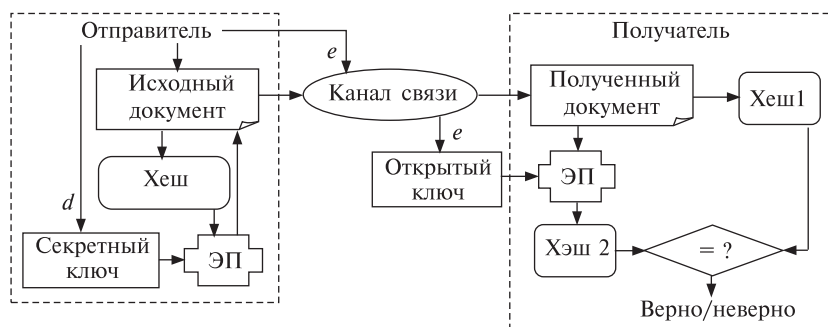 Отправитель
e
Исходный
документ
Хеш
d
Секретный
ключ
ЭП
Канал связи
e
Открытый
ключ
Получатель
Полученный
документ
Хеш1
ЭП
Хэш 2
= ?
Верно/неверно